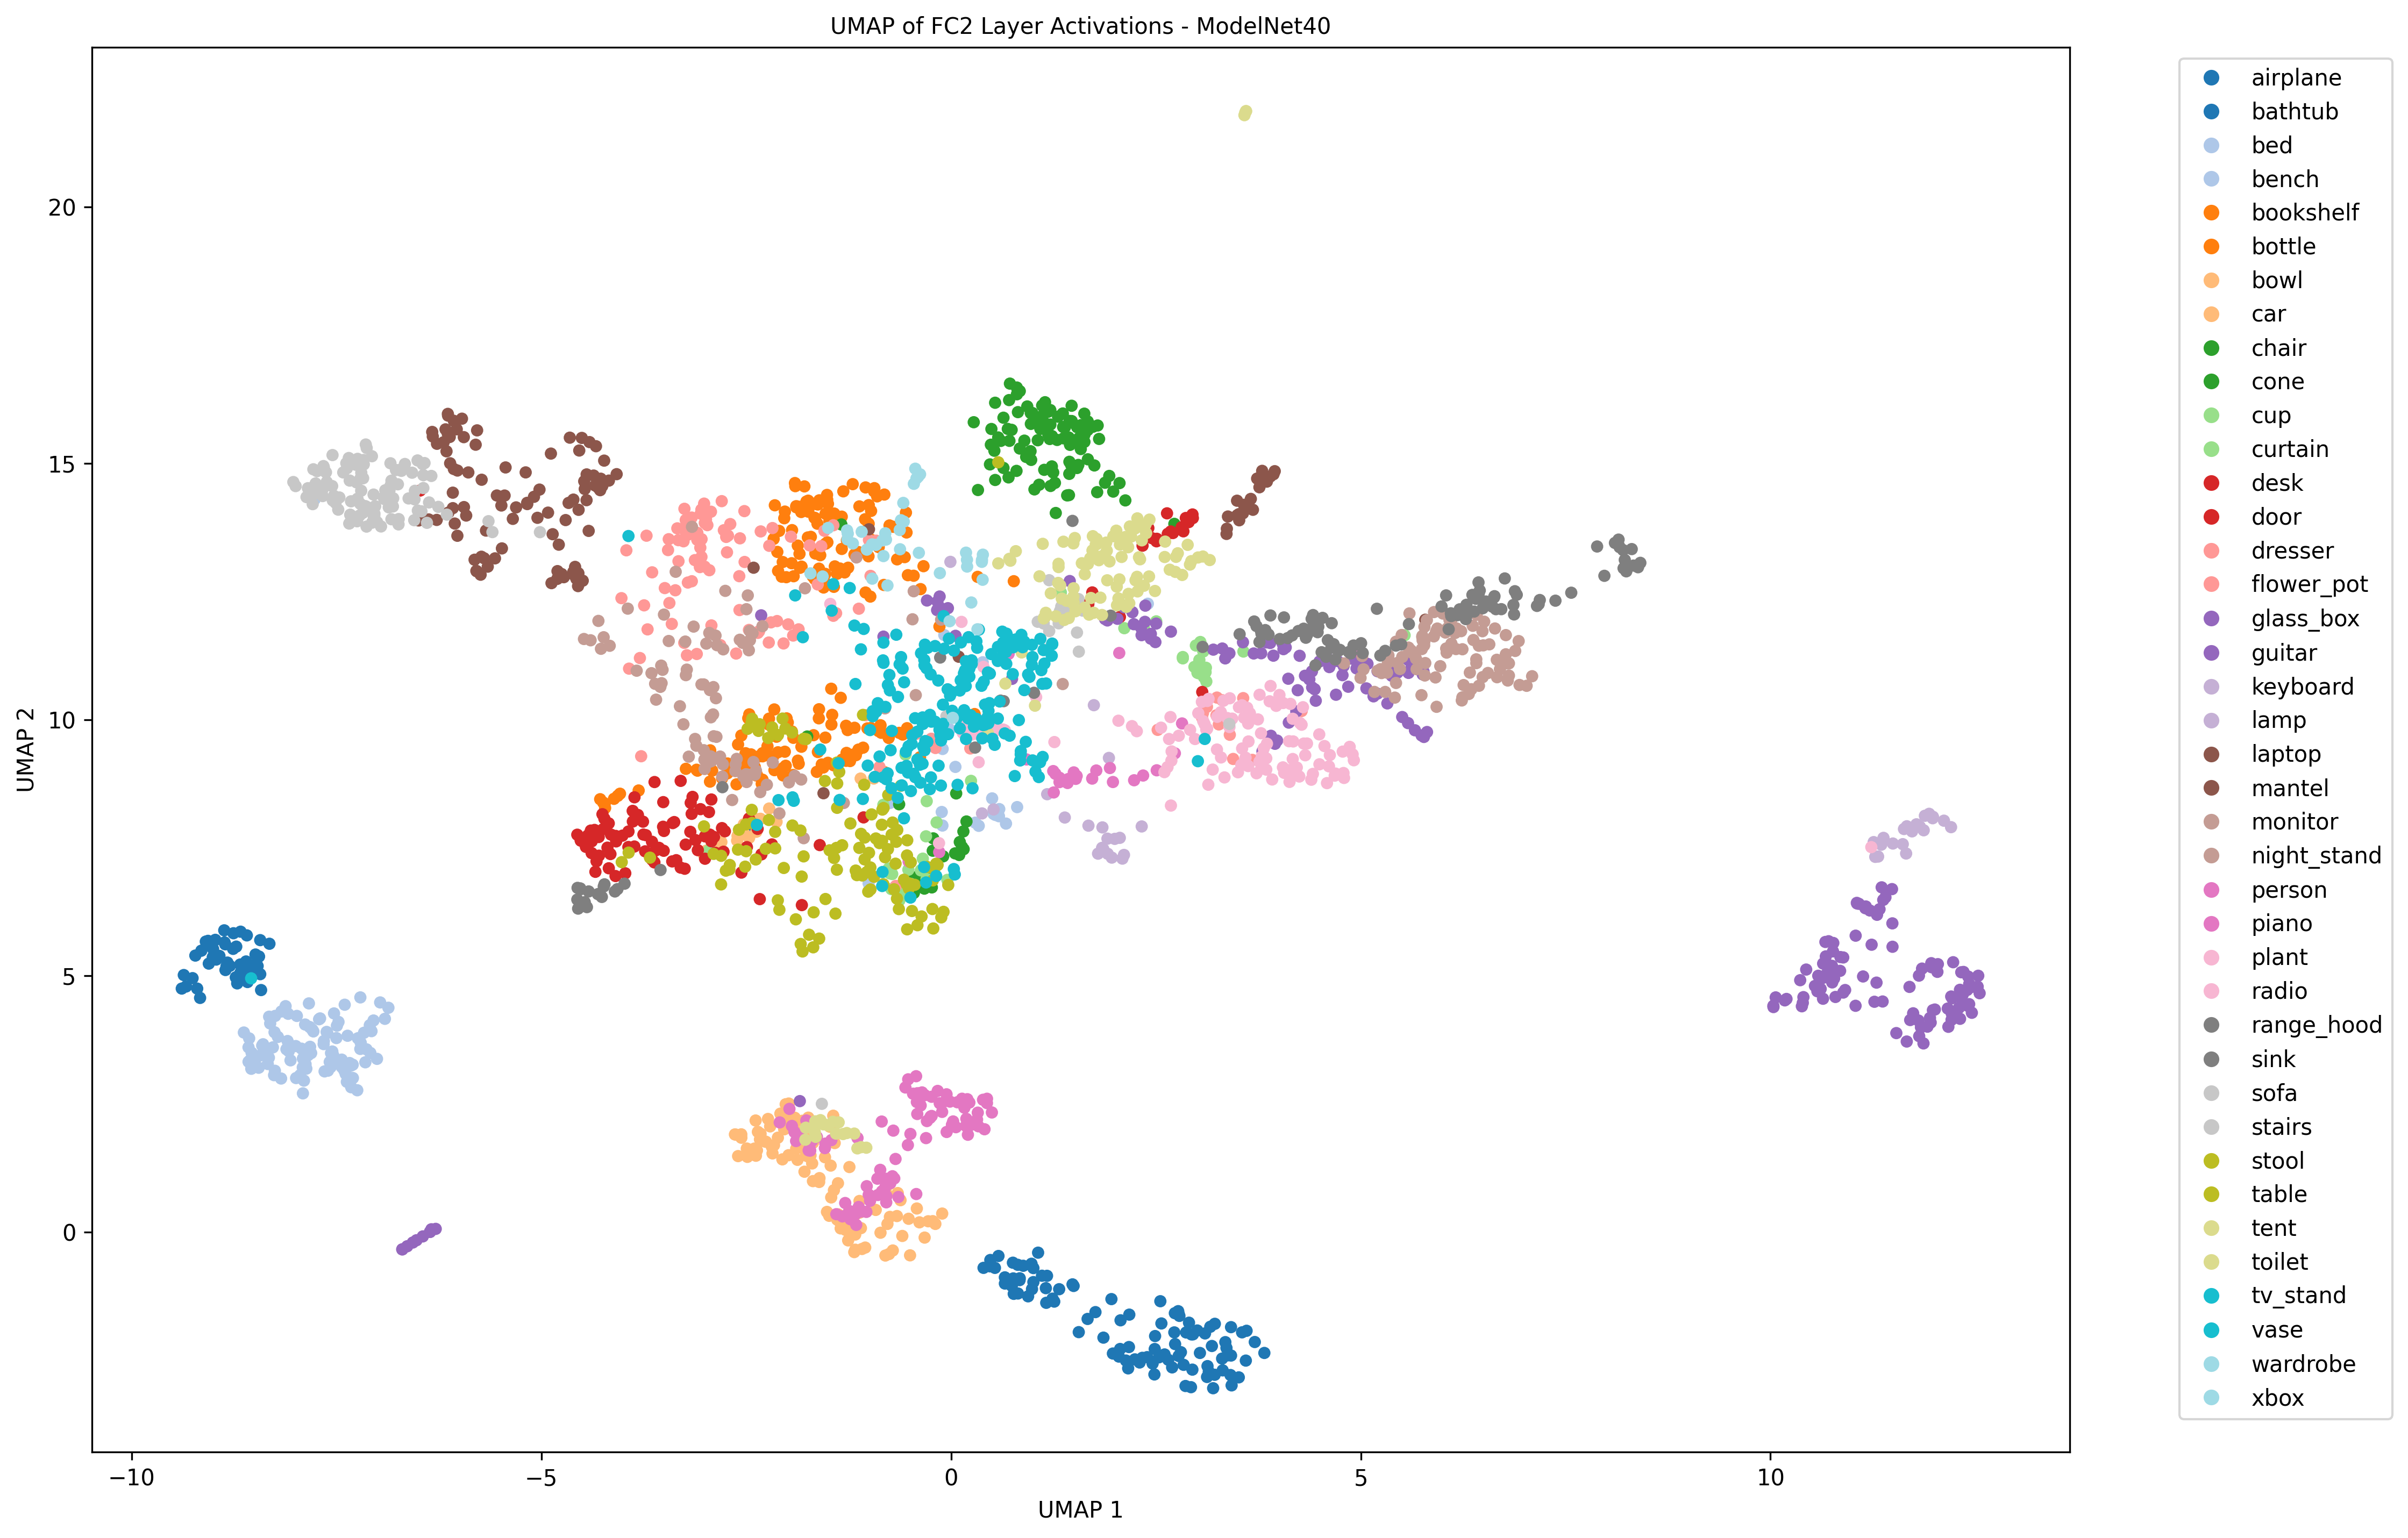 UMAP of FC2 Layer Activations - ModelNet40
20
15
10
5
0
UMAP 2
−10
−5
0
5
10
UMAP 1
airplane
bathtub
bed
bench
bookshelf
bottle
bowl
car
chair
cone
cup
curtain
desk
door
dresser
flower_pot
glass_box
guitar
keyboard
lamp
laptop
mantel
monitor
night_stand
person
piano
plant
radio
range_hood
sink
sofa
stairs
stool
table
tent
toilet
tv_stand
vase
wardrobe
xbox